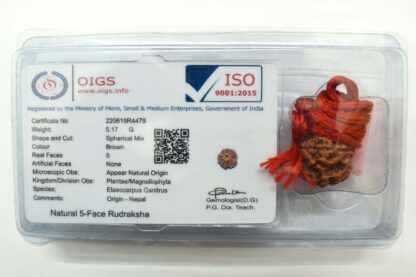 OIGS
www.oigs.info
ISO
9001:2015
Registered by the Ministry of Micro, Small & Medium Enterprises, Government of India
Certificate No 220619R4479
Weight: 5.17 G
Shape and Cut: Spherical Mix
Colour Brown
Real Faces 5
Artificial Faces None
Microscopic Obs: Appear Natural Origin
Kingdom/Division Obs: Plantae/Magnoliophyta
Species: Elaeocarpus Ganitrus
Comments: Origin - Nepal
Gemologist(D.G)
P.G. Dia. Teach.
Natural 5-Face Rudraksha